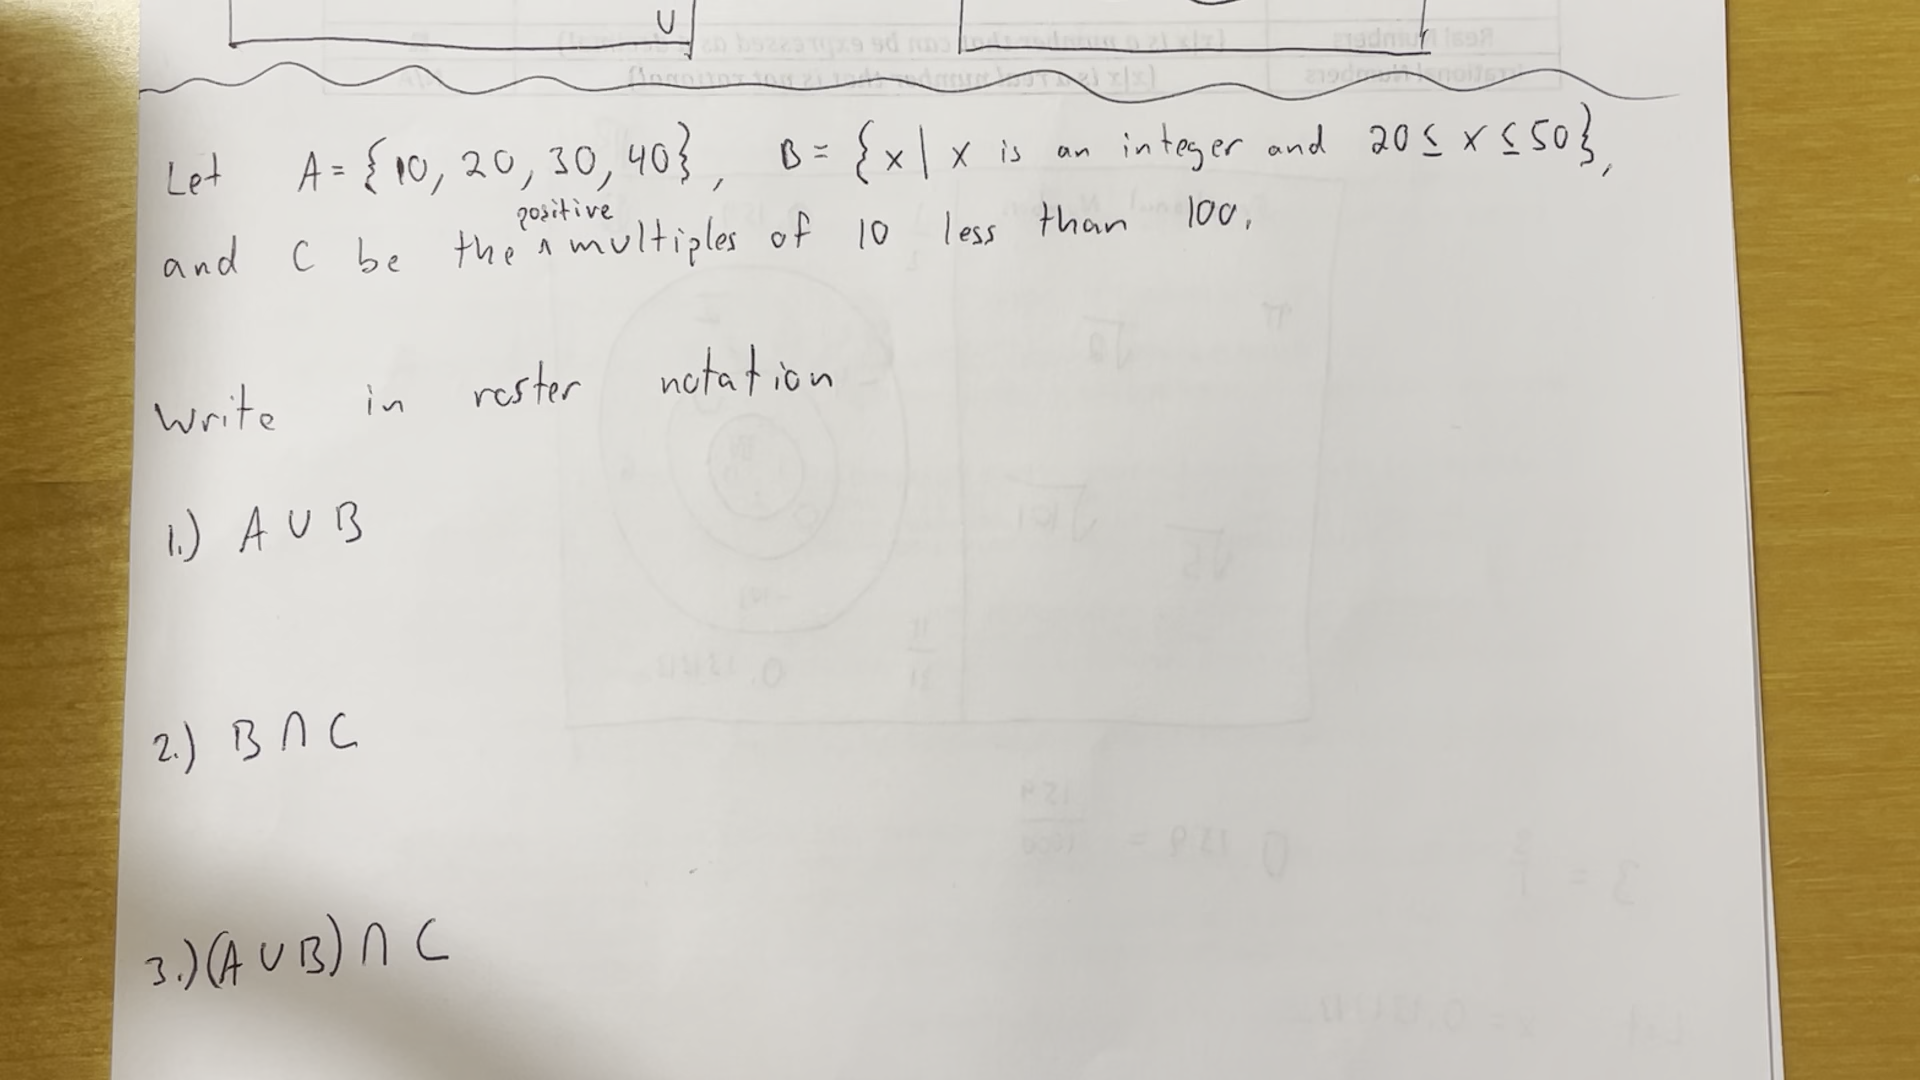 U
Let A = {10, 20, 30, 40}, B = {x | x is an integer and 20 ≤ x ≤ 50},
and C be the ^positive multiples of 10 less than 100.
Write in roster notation
1.) A ∪ B
2.) B ∩ C
3.) (A ∪ B) ∩ C